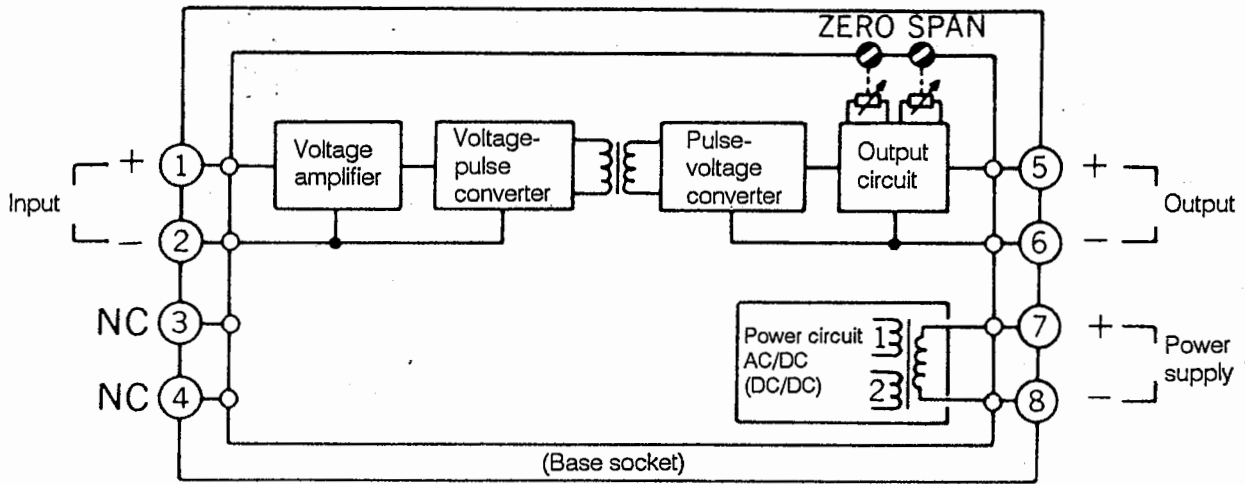 ZERO SPAN
Voltage
amplifier
Voltage-
pulse
converter
Pulse-
voltage
converter
Output
circuit
Input
+
1
−
2
NC
3
NC
4
5
+
6
−
Output
7
+
8
−
Power
supply
Power circuit
AC/DC
(DC/DC)
1
2
(Base socket)